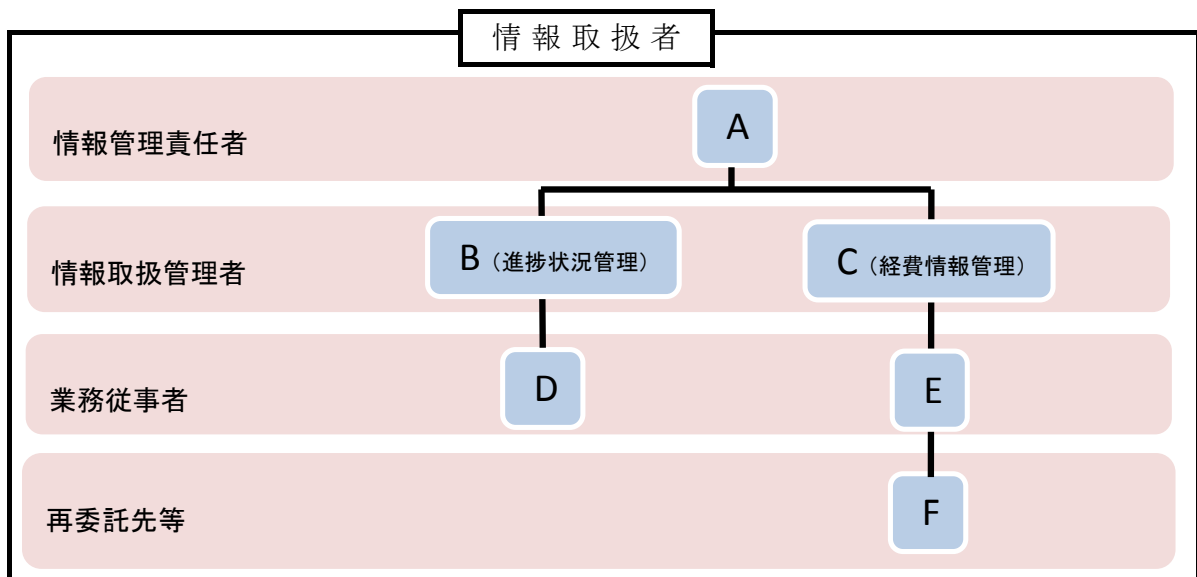 情報取扱者
情報管理責任者
A
情報取扱管理者
B（進捗状況管理）
C（経費情報管理）
業務従事者
D
E
再委託先等
F